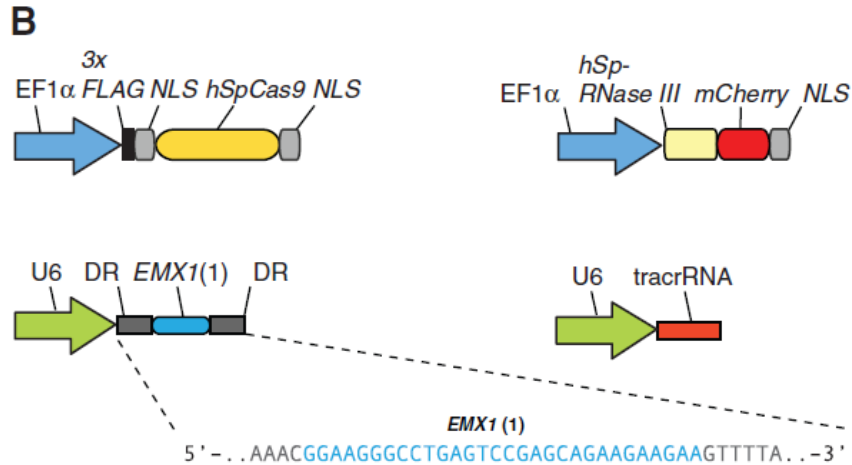 B
3x
EF1α FLAG NLS hSpCas9 NLS
hSp-
EF1α RNase III mCherry NLS
U6 DR EMX1(1) DR
U6 tracrRNA
EMX1 (1)
5'-..AAACGGAAGGGCCTGAGTCCGAGCAGAAGAAGAAGTTTTA..-3'